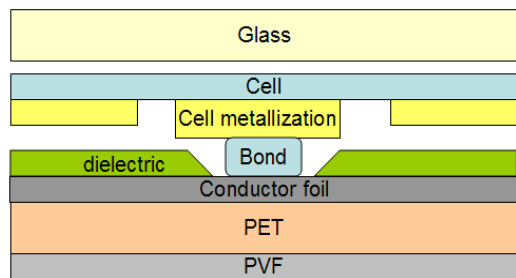 Glass
Cell
Cell metallization
Bond
dielectric
Conductor foil
PET
PVF